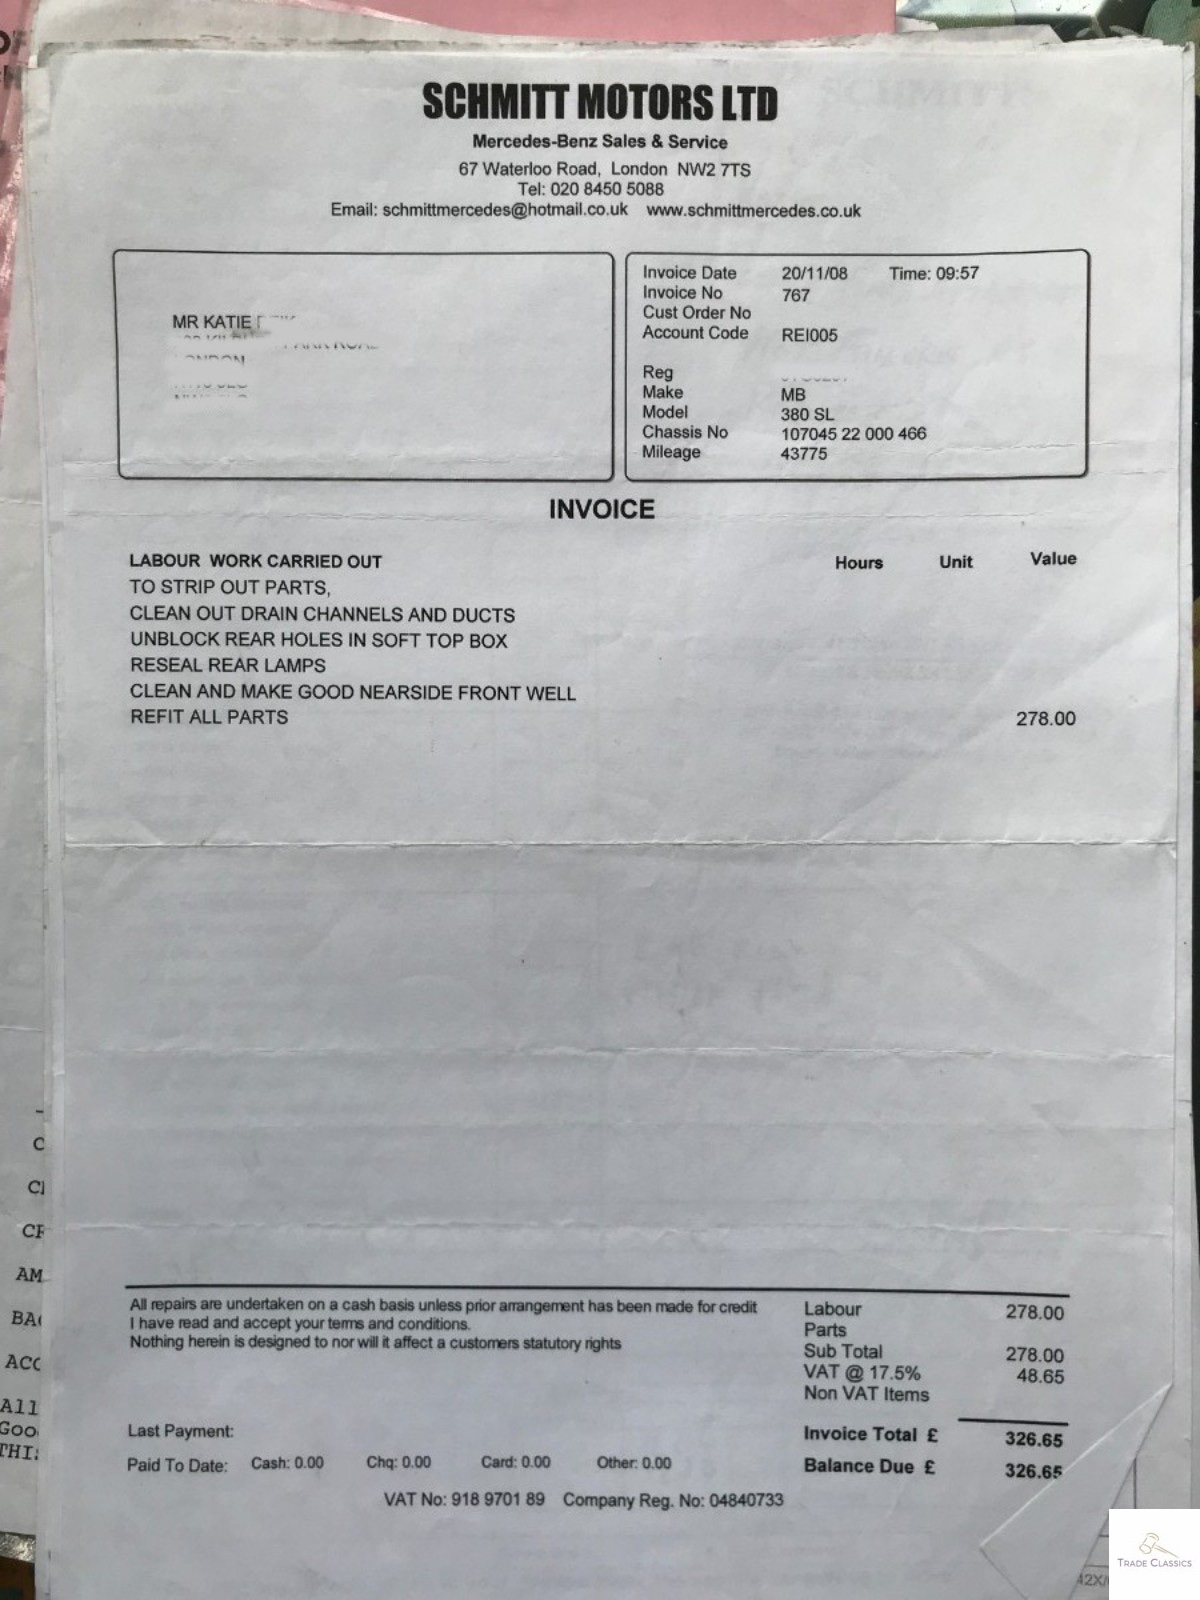 SCHMITT MOTORS LTD
Mercedes-Benz Sales & Service
67 Waterloo Road, London NW2 7TS
Tel: 020 8450 5088
Email: schmittmercedes@hotmail.co.uk www.schmittmercedes.co.uk
MR KATIE
Invoice Date 20/11/08 Time: 09:57
Invoice No 767
Cust Order No
Account Code REI005
Reg
Make MB
Model 380 SL
Chassis No 107045 22 000 466
Mileage 43775
INVOICE
LABOUR WORK CARRIED OUT Hours Unit Value
TO STRIP OUT PARTS,
CLEAN OUT DRAIN CHANNELS AND DUCTS
UNBLOCK REAR HOLES IN SOFT TOP BOX
RESEAL REAR LAMPS
CLEAN AND MAKE GOOD NEARSIDE FRONT WELL
REFIT ALL PARTS 278.00
All repairs are undertaken on a cash basis unless prior arrangement has been made for credit
I have read and accept your terms and conditions.
Nothing herein is designed to nor will it affect a customers statutory rights
Labour 278.00
Parts
Sub Total 278.00
VAT @ 17.5% 48.65
Non VAT Items
Invoice Total £ 326.65
Balance Due £ 326.65
Last Payment:
Paid To Date: Cash: 0.00 Chq: 0.00 Card: 0.00 Other: 0.00
VAT No: 918 9701 89 Company Reg. No: 04840733
AM
All
TRADE CLASSICS